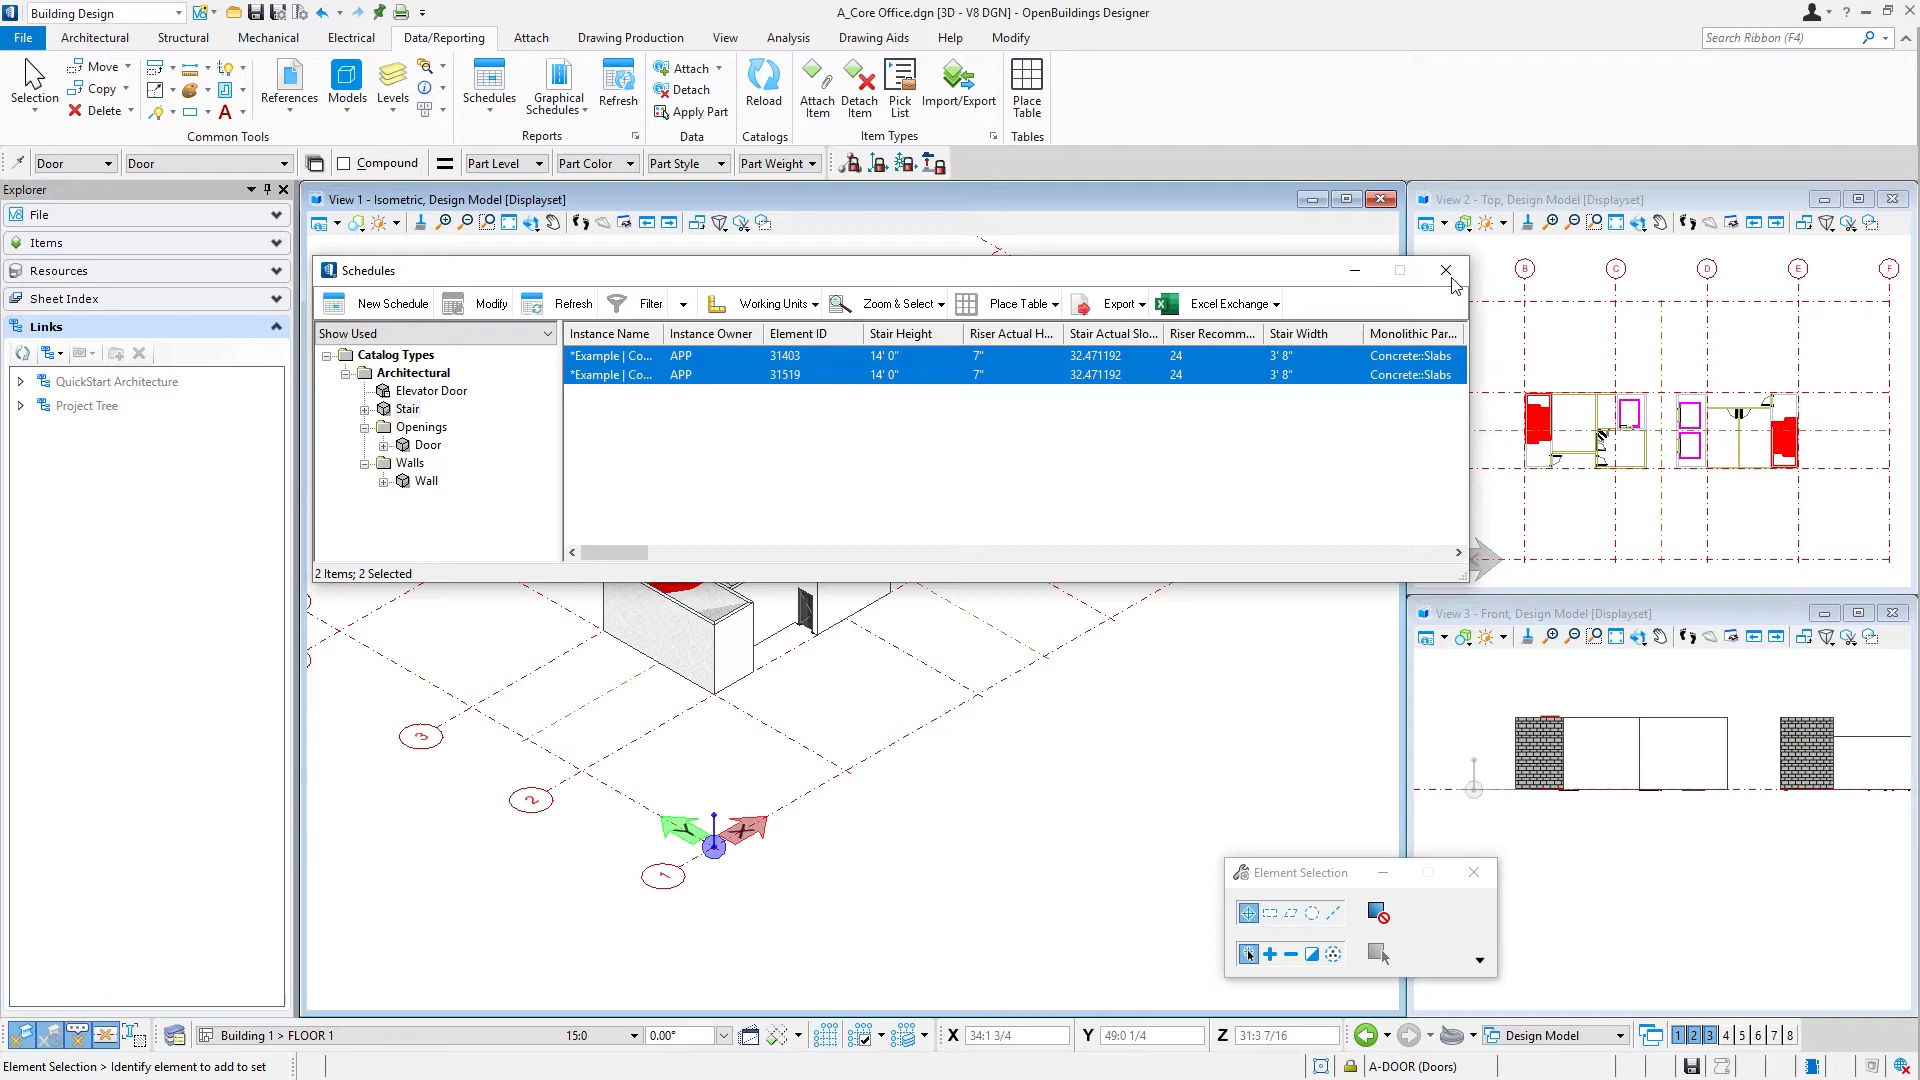 Building Design
A_Core Office.dgn [3D - V8 DGN] - OpenBuildings Designer
File Architectural Structural Mechanical Electrical Data/Reporting Attach Drawing Production View Analysis Drawing Aids Help Modify
Search Ribbon (F4)
Selection
Move
Copy
Delete
References Models Levels
Common Tools
Schedules
Graphical Schedules
Refresh
Reports
Attach
Detach
Apply Part
Data
Reload
Catalogs
Attach Item
Detach Item
Pick List
Import/Export
Item Types
Place Table
Tables
Door Door Compound Part Level Part Color Part Style Part Weight
Explorer
File
Items
Resources
Sheet Index
Links
QuickStart Architecture
Project Tree
View 1 - Isometric, Design Model [Displayset]
View 2 - Top, Design Model [Displayset]
Schedules
New Schedule Modify Refresh Filter Working Units Zoom & Select Place Table Export Excel Exchange
Show Used
Catalog Types
Architectural
Elevator Door
Stair
Openings
Door
Walls
Wall
Instance Name Instance Owner Element ID Stair Height Riser Actual H... Stair Actual Slo... Riser Recomm... Stair Width Monolithic Par...
*Example | Co... APP 31403 14' 0" 7" 32.471192 24 3' 8" Concrete::Slabs
*Example | Co... APP 31519 14' 0" 7" 32.471192 24 3' 8" Concrete::Slabs
2 Items; 2 Selected
B C D E F
View 3 - Front, Design Model [Displayset]
3
2
1
Y X
Element Selection
Building 1 > FLOOR 1 15:0 0.00° X 34:1 3/4 Y 49:0 1/4 Z 31:3 7/16 Design Model 1 2 3 4 5 6 7 8
Element Selection > Identify element to add to set
A-DOOR (Doors)